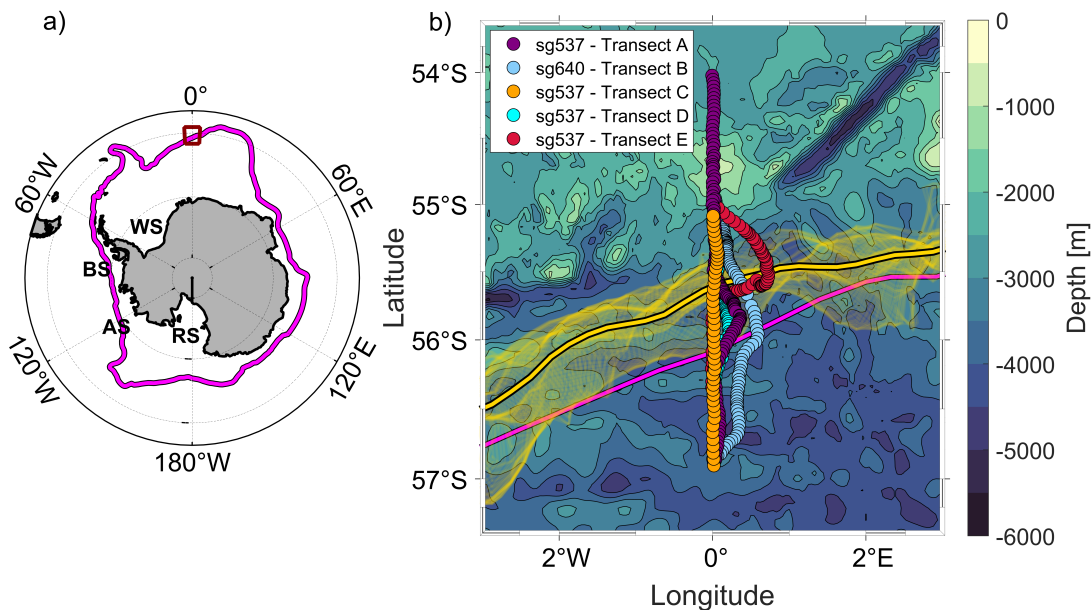 a)
0°
60°W
60°E
WS
BS
AS
RS
120°W
120°E
180°W
b)
sg537 - Transect A
sg640 - Transect B
sg537 - Transect C
sg537 - Transect D
sg537 - Transect E
54°S
55°S
56°S
57°S
Latitude
2°W
0°
2°E
Longitude
0
-1000
-2000
-3000
-4000
-5000
-6000
Depth [m]